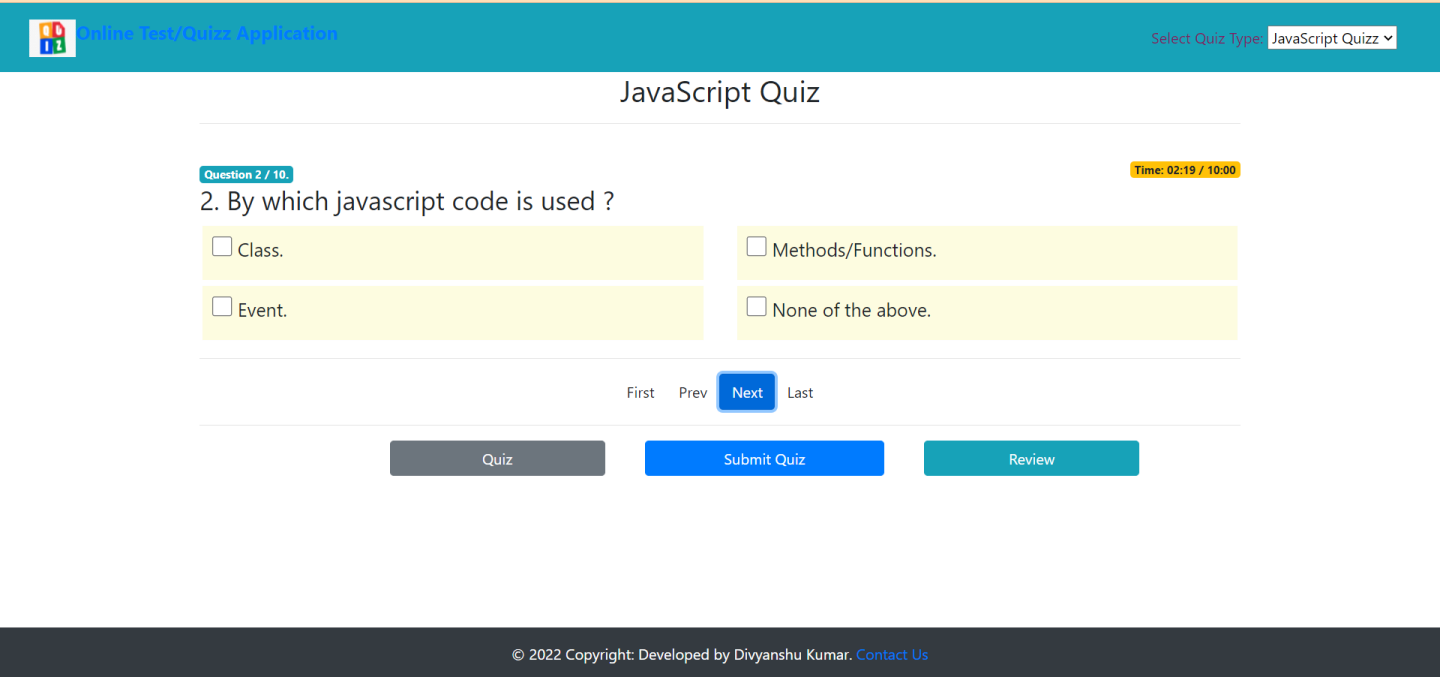 QUIZ
Online Test/Quizz Application
Select Quiz Type: JavaScript Quizz
JavaScript Quiz
Question 2 / 10.
Time: 02:19 / 10:00
2. By which javascript code is used ?
Class.
Methods/Functions.
Event.
None of the above.
First Prev Next Last
Quiz Submit Quiz Review
© 2022 Copyright: Developed by Divyanshu Kumar. Contact Us